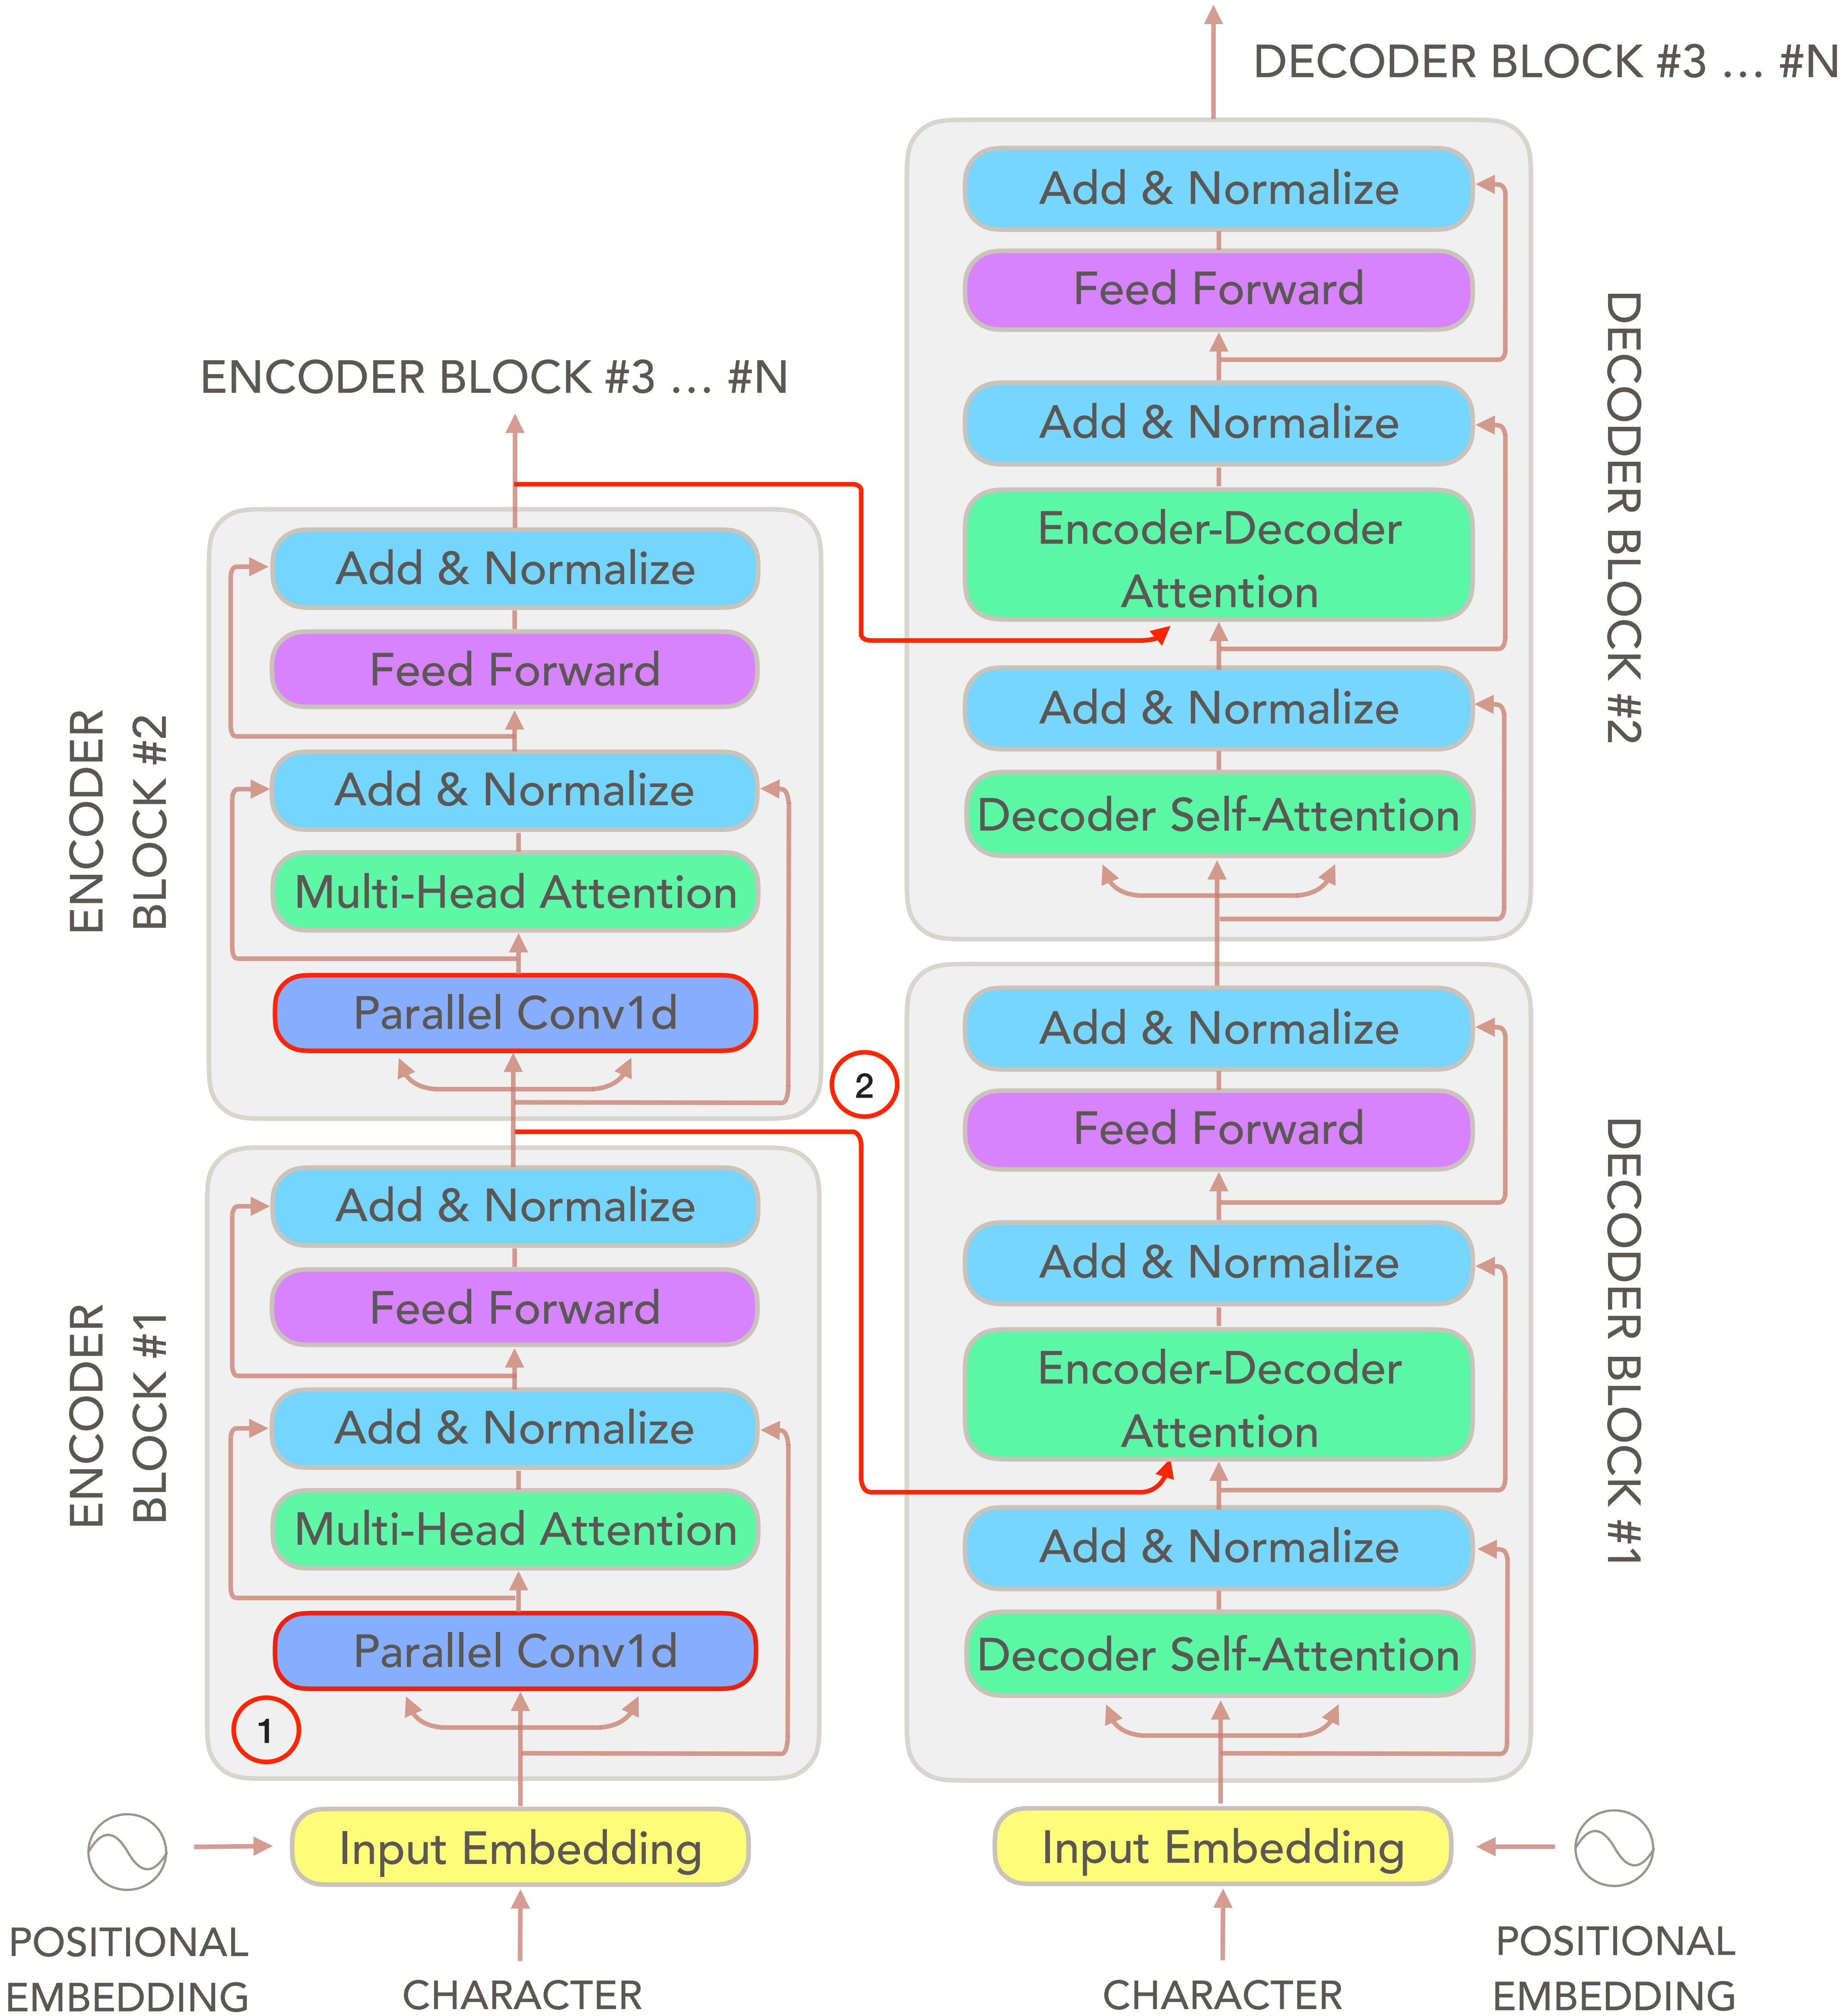 DECODER BLOCK #3 … #N
Add & Normalize
Feed Forward
Add & Normalize
Encoder-Decoder
Attention
Add & Normalize
Decoder Self-Attention
DECODER BLOCK #2
ENCODER BLOCK #3 … #N
Add & Normalize
Feed Forward
Add & Normalize
Multi-Head Attention
Parallel Conv1d
ENCODER
BLOCK #2
2
Add & Normalize
Feed Forward
Add & Normalize
Encoder-Decoder
Attention
Add & Normalize
Decoder Self-Attention
DECODER BLOCK #1
Add & Normalize
Feed Forward
Add & Normalize
Multi-Head Attention
Parallel Conv1d
ENCODER
BLOCK #1
1
Input Embedding
POSITIONAL
EMBEDDING
CHARACTER
Input Embedding
CHARACTER
POSITIONAL
EMBEDDING